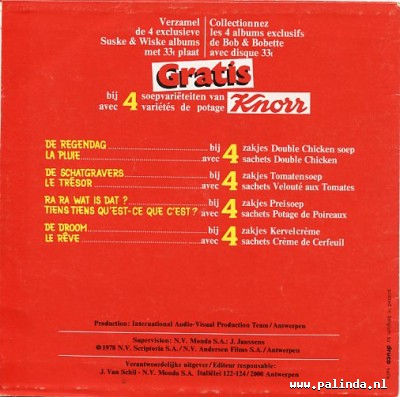 Verzamel
de 4 exclusieve
Suske & Wiske albums
met 33t plaat
Collectionnez
les 4 albums exclusifs
de Bob & Bobette
avec disque 33t
Gratis
bij 4 soepvariëteiten van Knorr
avec variétés de potage
DE REGENDAG bij 4 zakjes Double Chicken soep
LA PLUIE avec sachets Double Chicken
DE SCHATGRAVERS bij 4 zakjes Tomatensoep
LE TRÉSOR avec sachets Velouté aux Tomates
RA RA WAT IS DAT ? bij 4 zakjes Preisoep
TIENS TIENS QU'EST-CE QUE C'EST ? avec sachets Potage de Poireaux
DE DROOM bij 4 zakjes Kervelcrème
LE RÊVE avec sachets Crème de Cerfeuil
Production : International Audio-Visual Production Team / Antwerpen
Supervision : N.V. Monda S.A.: J. Janssens
© 1978 N.V. Scriptoria S.A. / N.V. Andersen Films S.A. / Antwerpen
Verantwoordelijke uitgever / Editeur responsable :
J. Van Schil - N.V. Monda S.A. Italiëlei 122-124 / 2000 Antwerpen
www.palinda.nl